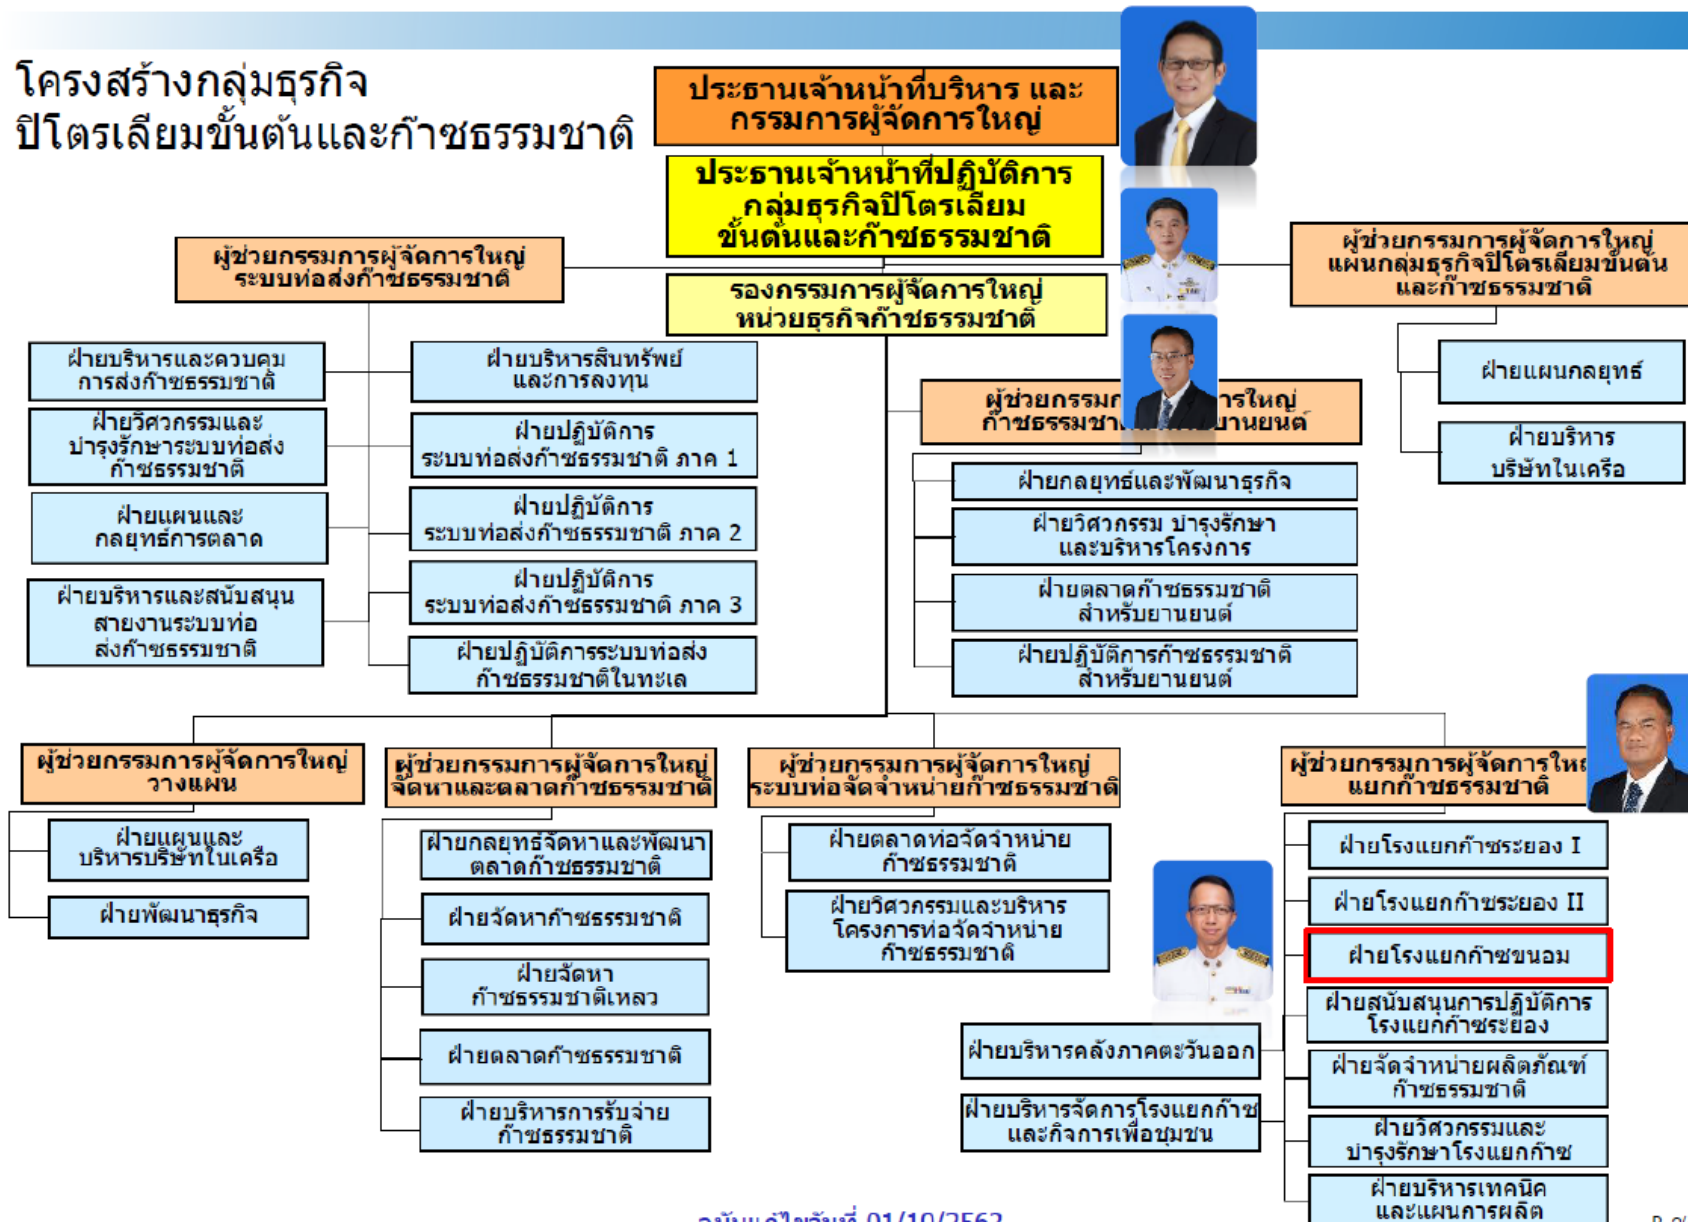 โครงสร้างกลุ่มธุรกิจ
ปิโตรเลียมขั้นต้นและก๊าซธรรมชาติ
ประธานเจ้าหน้าที่บริหาร และ
กรรมการผู้จัดการใหญ่
ประธานเจ้าหน้าที่ปฏิบัติการ
กลุ่มธุรกิจปิโตรเลียม
ขั้นต้นและก๊าซธรรมชาติ
รองกรรมการผู้จัดการใหญ่
หน่วยธุรกิจก๊าซธรรมชาติ
ผู้ช่วยกรรมการผู้จัดการใหญ่
ระบบท่อส่งก๊าซธรรมชาติ
ฝ่ายบริหารและควบคุม
การส่งก๊าซธรรมชาติ
ฝ่ายวิศวกรรมและ
บำรุงรักษาระบบท่อส่ง
ก๊าซธรรมชาติ
ฝ่ายแผนและ
กลยุทธ์การตลาด
ฝ่ายบริหารและสนับสนุน
สายงานระบบท่อ
ส่งก๊าซธรรมชาติ
ฝ่ายบริหารสินทรัพย์
และการลงทุน
ฝ่ายปฏิบัติการ
ระบบท่อส่งก๊าซธรรมชาติ ภาค 1
ฝ่ายปฏิบัติการ
ระบบท่อส่งก๊าซธรรมชาติ ภาค 2
ฝ่ายปฏิบัติการ
ระบบท่อส่งก๊าซธรรมชาติ ภาค 3
ฝ่ายปฏิบัติการระบบท่อส่ง
ก๊าซธรรมชาติในทะเล
ผู้ช่วยกรรมการผู้จัดการใหญ่
แผนกลุ่มธุรกิจปิโตรเลียมขั้นต้น
และก๊าซธรรมชาติ
ฝ่ายแผนกลยุทธ์
ฝ่ายบริหาร
บริษัทในเครือ
ผู้ช่วยกรรมก การใหญ่
ก๊าซธรรมชา ยานยนต์
ฝ่ายกลยุทธ์และพัฒนาธุรกิจ
ฝ่ายวิศวกรรม บำรุงรักษา
และบริหารโครงการ
ฝ่ายตลาดก๊าซธรรมชาติ
สำหรับยานยนต์
ฝ่ายปฏิบัติการก๊าซธรรมชาติ
สำหรับยานยนต์
ผู้ช่วยกรรมการผู้จัดการใหญ่
วางแผน
ฝ่ายแผนและ
บริหารบริษัทในเครือ
ฝ่ายพัฒนาธุรกิจ
ผู้ช่วยกรรมการผู้จัดการใหญ่
จัดหาและตลาดก๊าซธรรมชาติ
ฝ่ายกลยุทธ์จัดหาและพัฒนา
ตลาดก๊าซธรรมชาติ
ฝ่ายจัดหาก๊าซธรรมชาติ
ฝ่ายจัดหา
ก๊าซธรรมชาติเหลว
ฝ่ายตลาดก๊าซธรรมชาติ
ฝ่ายบริหารการรับจ่าย
ก๊าซธรรมชาติ
ผู้ช่วยกรรมการผู้จัดการใหญ่
ระบบท่อจัดจำหน่ายก๊าซธรรมชาติ
ฝ่ายตลาดท่อจัดจำหน่าย
ก๊าซธรรมชาติ
ฝ่ายวิศวกรรมและบริหาร
โครงการท่อจัดจำหน่าย
ก๊าซธรรมชาติ
ผู้ช่วยกรรมการผู้จัดการให
แยกก๊าซธรรมชาติ
ฝ่ายโรงแยกก๊าซระยอง I
ฝ่ายโรงแยกก๊าซระยอง II
ฝ่ายโรงแยกก๊าซขนอม
ฝ่ายสนับสนุนการปฏิบัติการ
โรงแยกก๊าซระยอง
ฝ่ายจัดจำหน่ายผลิตภัณฑ์
ก๊าซธรรมชาติ
ฝ่ายวิศวกรรมและ
บำรุงรักษาโรงแยกก๊าซ
ฝ่ายบริหารเทคนิค
และแผนการผลิต
ฝ่ายบริหารคลังภาคตะวันออก
ฝ่ายบริหารจัดการโรงแยกก๊าซ
และกิจการเพื่อชุมชน
ฉบับแก้ไขวันที่ 01/10/2562